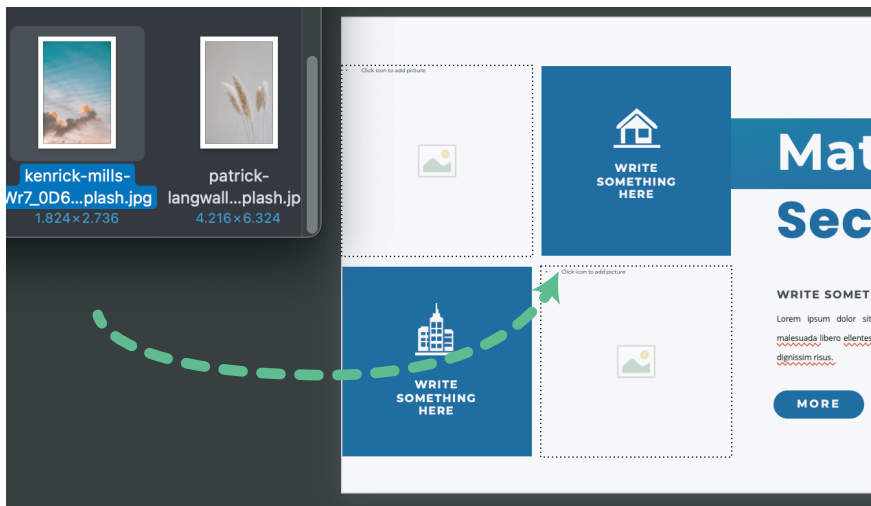 kenrick-mills-
Wr7_0D6...plash.jpg
1.824×2.736
patrick-
langwall...plash.jp
4.216×6.324
Click icon to add picture
WRITE
SOMETHING
HERE
Mat
Sec
WRITE
SOMETHING
HERE
Click icon to add picture
WRITE SOMET
Lorem ipsum dolor sit
malesuada libero ellentes
dignissim risus.
MORE